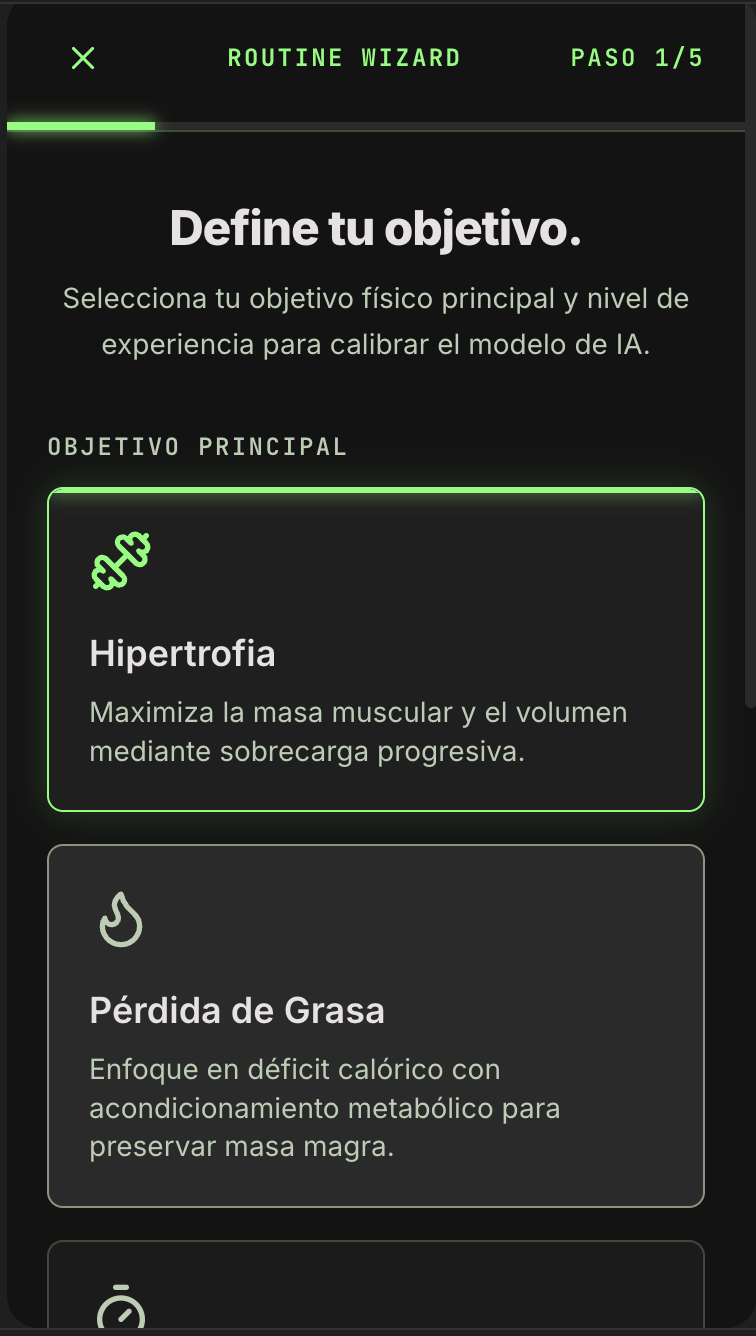 ROUTINE WIZARD
PASO 1/5
Define tu objetivo.
Selecciona tu objetivo físico principal y nivel de
experiencia para calibrar el modelo de IA.
OBJETIVO PRINCIPAL
Hipertrofia
Maximiza la masa muscular y el volumen
mediante sobrecarga progresiva.
Pérdida de Grasa
Enfoque en déficit calórico con
acondicionamiento metabólico para
preservar masa magra.